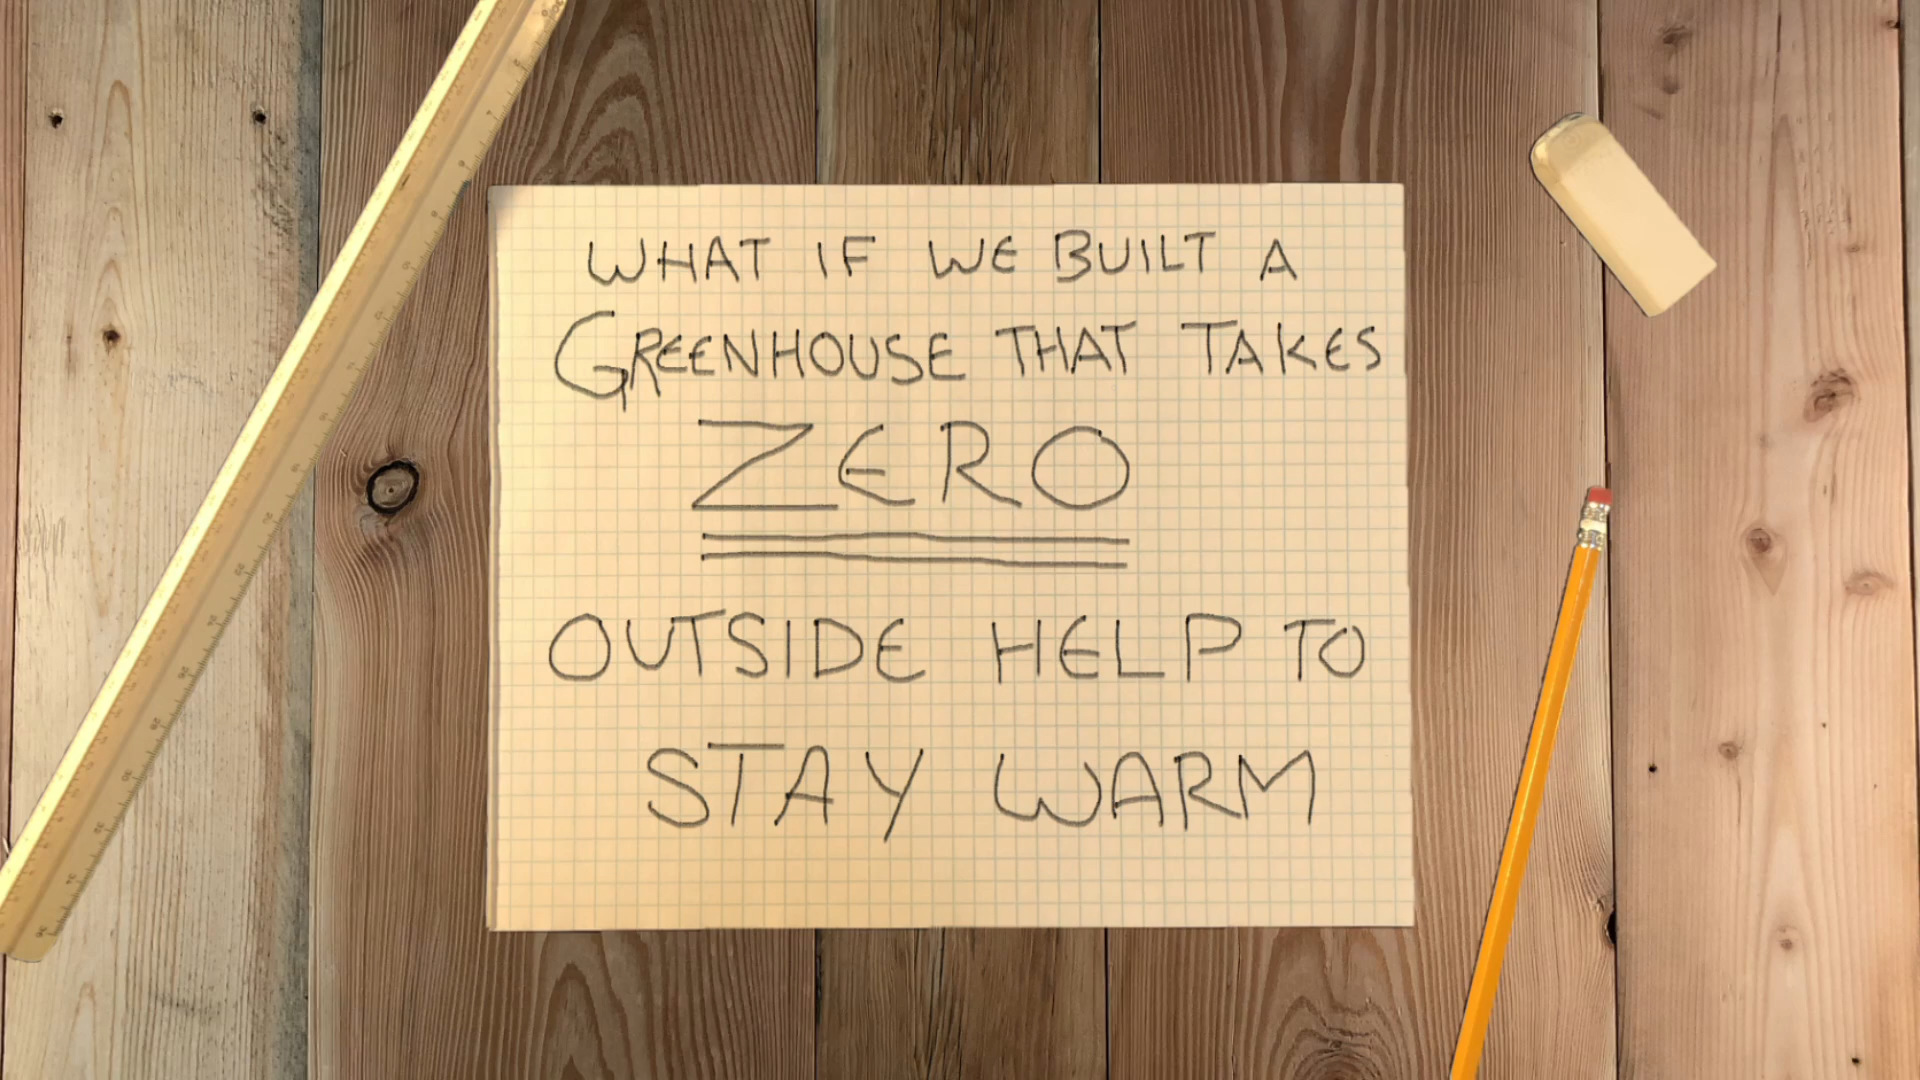 WHAT IF WE BUILT A
GREENHOUSE THAT TAKES
ZERO
OUTSIDE HELP TO
STAY WARM